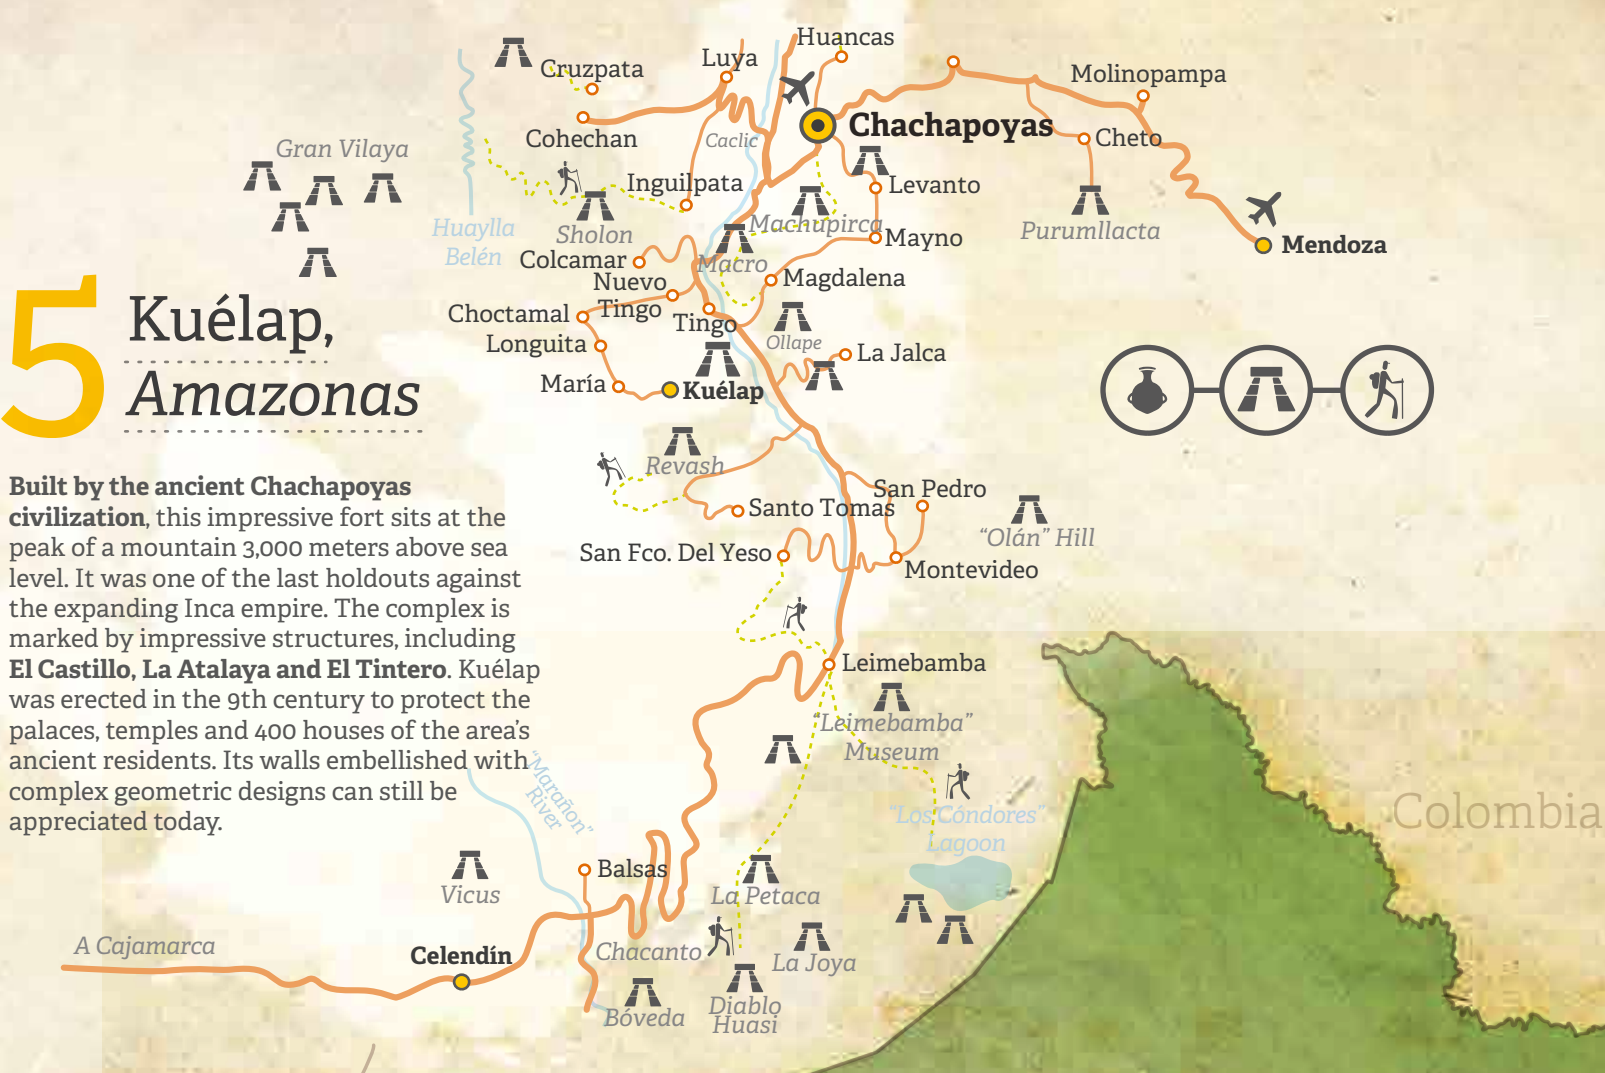 Huancas
Luya
Cruzpata
Molinopampa
Chachapoyas
Cohechan
Caclic
Cheto
Gran Vilaya
Inguilpata
Levanto
Huaylla
Belén
Sholon
Machupirca
Mayno
Purumllacta
Mendoza
Colcamar
Macro
Nuevo
Tingo
Magdalena
Choctamal
Tingo
Longuita
Ollape
La Jalca
María
Kuélap
5
Kuélap,
Amazonas
Revash
San Pedro
Santo Tomas
"Olán" Hill
San Fco. Del Yeso
Montevideo
Built by the ancient Chachapoyas
civilization, this impressive fort sits at the
peak of a mountain 3,000 meters above sea
level. It was one of the last holdouts against
the expanding Inca empire. The complex is
marked by impressive structures, including
El Castillo, La Atalaya and El Tintero. Kuélap
was erected in the 9th century to protect the
palaces, temples and 400 houses of the area's
ancient residents. Its walls embellished with
complex geometric designs can still be
appreciated today.
Leimebamba
"Leimebamba"
Museum
"Marañon"
River
"Los Cóndores"
Lagoon
Colombia
Balsas
Vicus
La Petaca
A Cajamarca
Celendín
Chacanto
La Joya
Bóveda
Diablo
Huasi